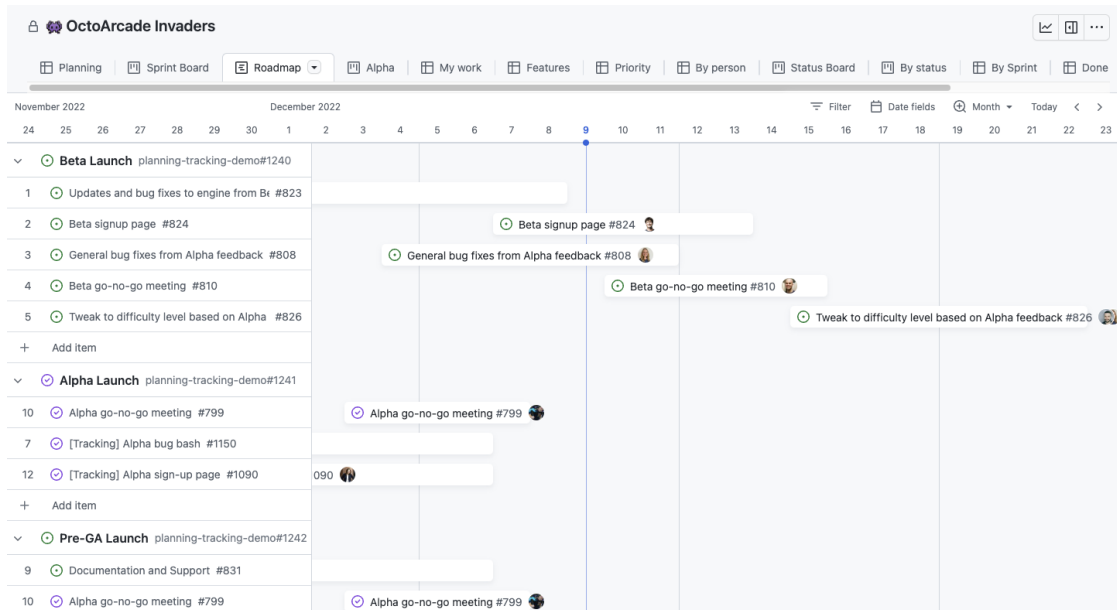 OctoArcade Invaders
Planning Sprint Board Roadmap Alpha My work Features Priority By person Status Board By status By Sprint Done
November 2022 December 2022 Filter Date fields Month Today
24 25 26 27 28 29 30 1 2 3 4 5 6 7 8 9 10 11 12 13 14 15 16 17 18 19 20 21 22 23
Beta Launch planning-tracking-demo#1240
1 Updates and bug fixes to engine from Be #823
2 Beta signup page #824 Beta signup page #824
3 General bug fixes from Alpha feedback #808 General bug fixes from Alpha feedback #808
4 Beta go-no-go meeting #810 Beta go-no-go meeting #810
5 Tweak to difficulty level based on Alpha #826 Tweak to difficulty level based on Alpha feedback #826
+ Add item
Alpha Launch planning-tracking-demo#1241
10 Alpha go-no-go meeting #799 Alpha go-no-go meeting #799
7 [Tracking] Alpha bug bash #1150
12 [Tracking] Alpha sign-up page #1090 090
+ Add item
Pre-GA Launch planning-tracking-demo#1242
9 Documentation and Support #831
10 Alpha go-no-go meeting #799 Alpha go-no-go meeting #799